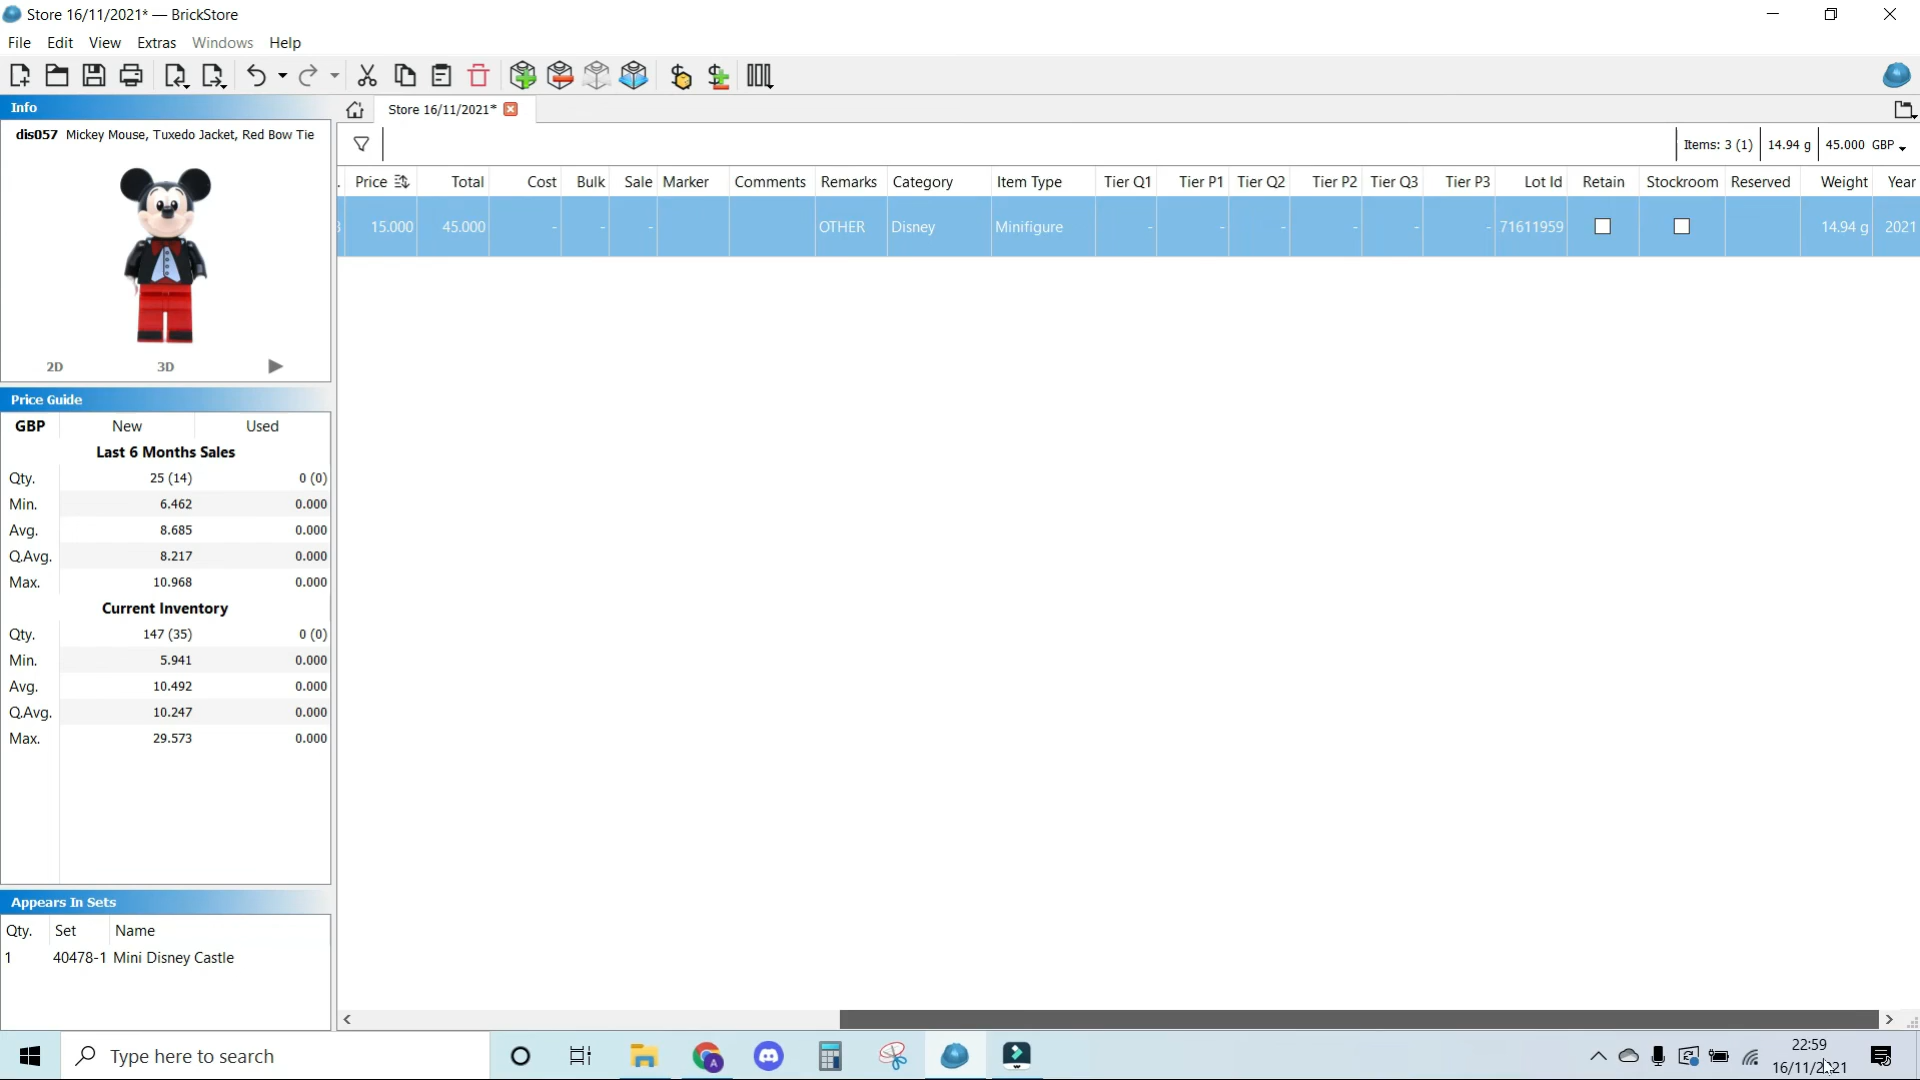 Store 16/11/2021* — BrickStore
File Edit View Extras Windows Help
Info
Store 16/11/2021*
dis057 Mickey Mouse, Tuxedo Jacket, Red Bow Tie
Items: 3 (1) 14.94 g 45.000 GBP
Price Total Cost Bulk Sale Marker Comments Remarks Category Item Type Tier Q1 Tier P1 Tier Q2 Tier P2 Tier Q3 Tier P3 Lot Id Retain Stockroom Reserved Weight Year
15.000 45.000 - - - OTHER Disney Minifigure - - - - - - 71611959 14.94 g 2021
2D 3D
Price Guide
GBP New Used
Last 6 Months Sales
Qty. 25 (14) 0 (0)
Min. 6.462 0.000
Avg. 8.685 0.000
Q.Avg. 8.217 0.000
Max. 10.968 0.000
Current Inventory
Qty. 147 (35) 0 (0)
Min. 5.941 0.000
Avg. 10.492 0.000
Q.Avg. 10.247 0.000
Max. 29.573 0.000
Appears In Sets
Qty. Set Name
1 40478-1 Mini Disney Castle
Type here to search
22:59
16/11/2021